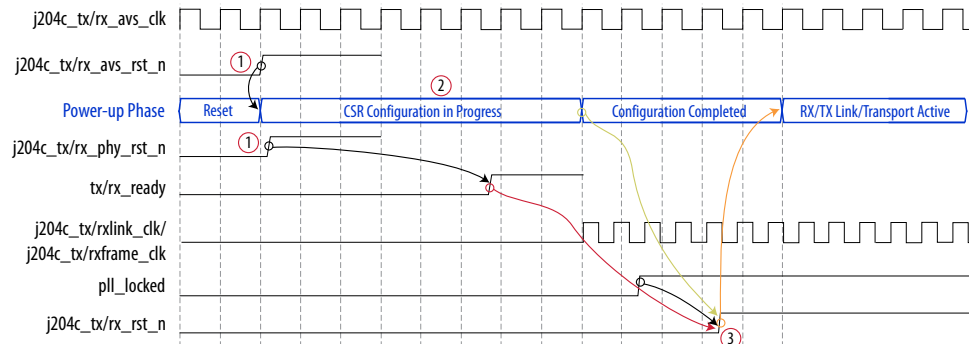 j204c_tx/rx_avs_clk
j204c_tx/rx_avs_rst_n
1
2
Power-up Phase
Reset
CSR Configuration in Progress
Configuration Completed
RX/TX Link/Transport Active
j204c_tx/rx_phy_rst_n
1
tx/rx_ready
j204c_tx/rxlink_clk/
j204c_tx/rxframe_clk
pll_locked
j204c_tx/rx_rst_n
3